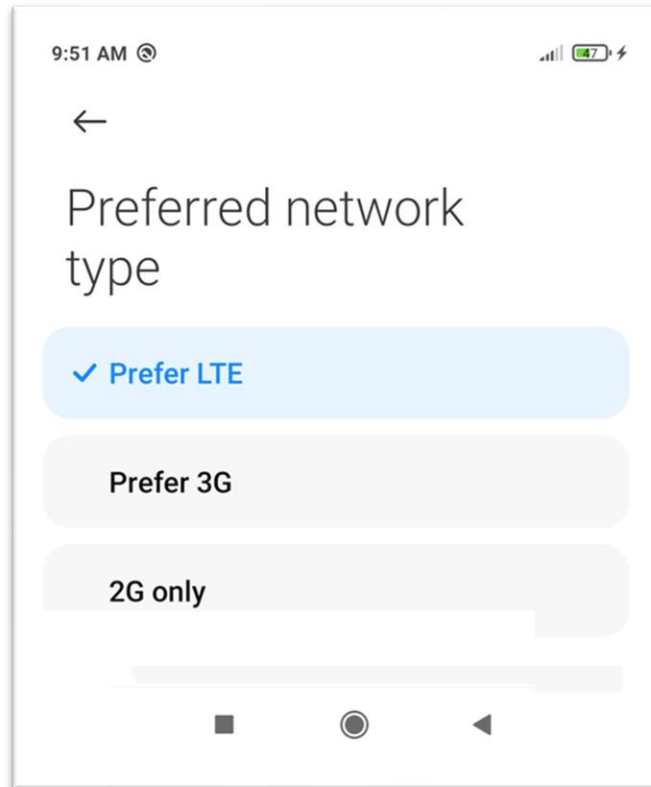 9:51 AM
47
Preferred network
type
Prefer LTE
Prefer 3G
2G only